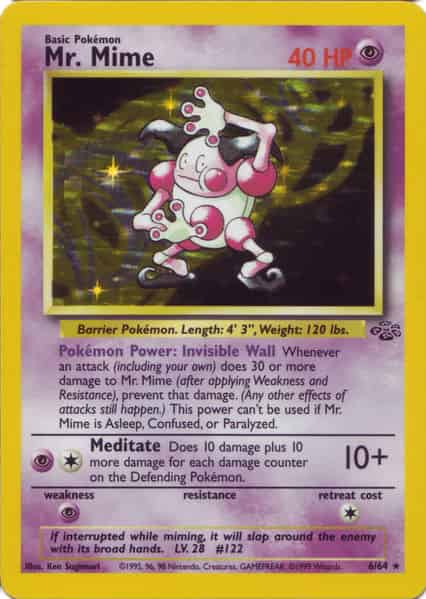 Basic Pokémon
Mr. Mime 40 HP
Barrier Pokémon. Length: 4' 3", Weight: 120 lbs.
Pokémon Power: Invisible Wall Whenever
an attack (including your own) does 30 or more
damage to Mr. Mime (after applying Weakness and
Resistance), prevent that damage. (Any other effects of
attacks still happen.) This power can't be used if Mr.
Mime is Asleep, Confused, or Paralyzed.
Meditate Does 10 damage plus 10
more damage for each damage counter
on the Defending Pokémon.
10+
weakness resistance retreat cost
If interrupted while miming, it will slap around the enemy
with its broad hands. LV. 28 #122
Illus. Ken Sugimori ©1995, 96, 98 Nintendo, Creatures, GAMEFREAK. ©1999 Wizards. 6/64 ★